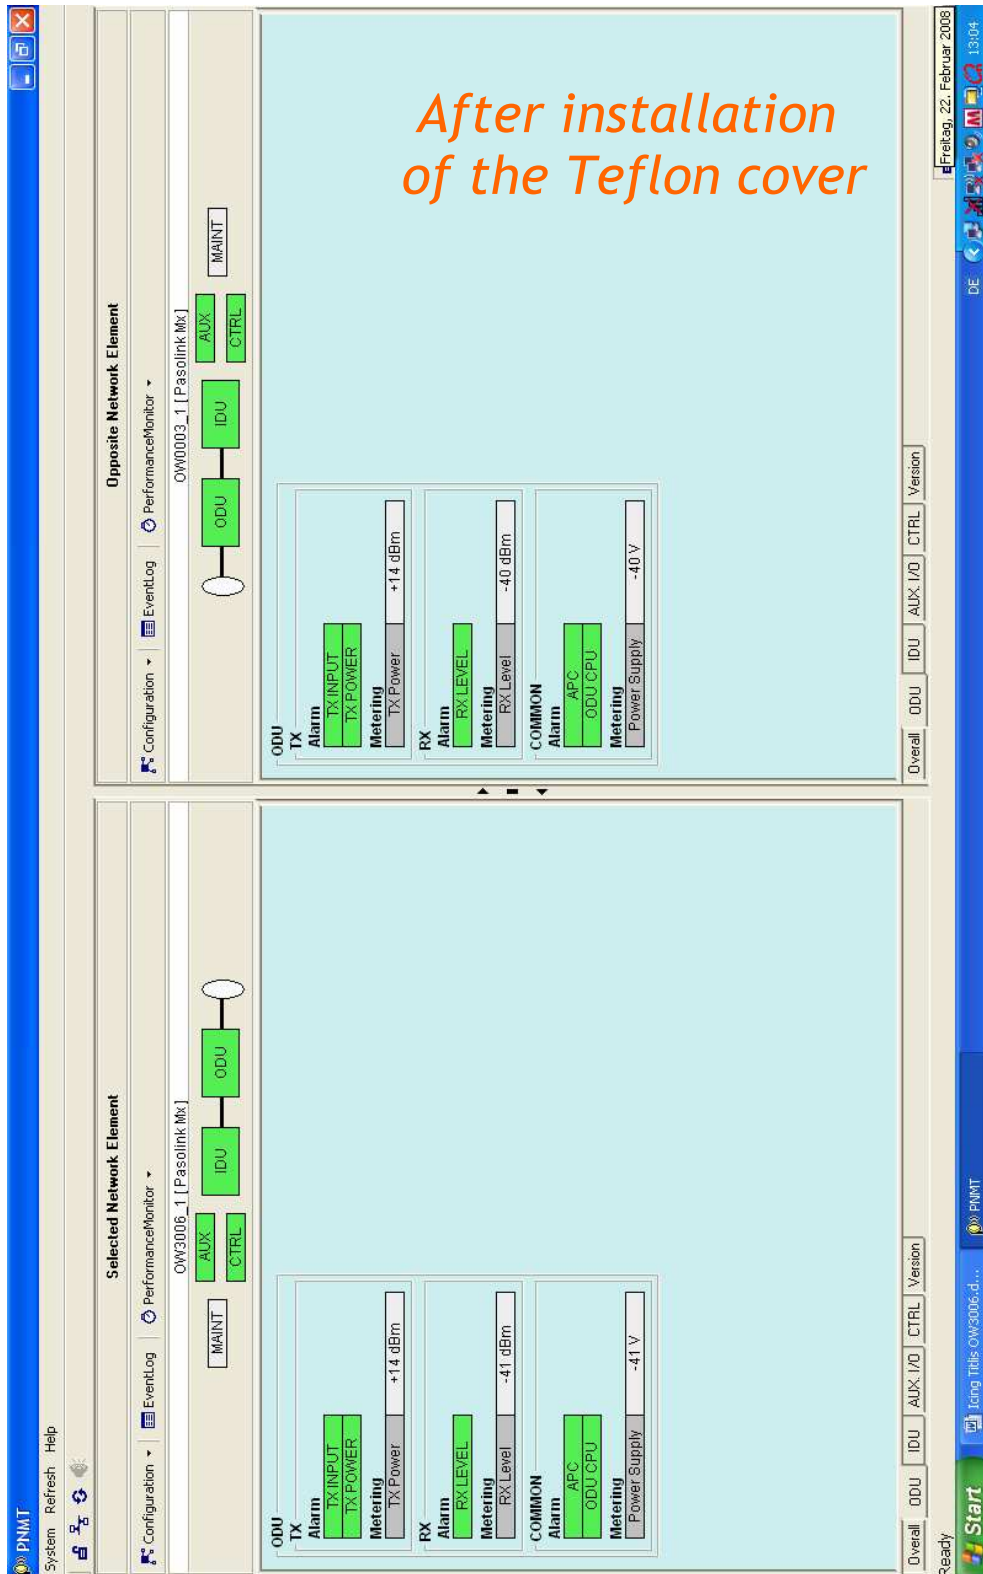 After installation
of the Teflon cover
PNMT
System Refresh Help
Selected Network Element
Configuration EventLog PerformanceMonitor
OW3006_1 [ Pasolink Mx]
MAINT
AUX
CTRL
IDU
ODU
ODU
TX
Alarm
TX INPUT
TX POWER
Metering
TX Power +14 dBm
RX
Alarm
RX LEVEL
Metering
RX Level -41 dBm
COMMON
Alarm
APC
ODU CPU
Metering
Power Supply -41 V
Overall ODU IDU AUX. I/O CTRL Version
Opposite Network Element
Configuration EventLog PerformanceMonitor
OW0003_1 [ Pasolink Mx]
ODU
IDU
AUX
CTRL
MAINT
ODU
TX
Alarm
TX INPUT
TX POWER
Metering
TX Power +14 dBm
RX
Alarm
RX LEVEL
Metering
RX Level -40 dBm
COMMON
Alarm
APC
ODU CPU
Metering
Power Supply -40 V
Overall ODU IDU AUX. I/O CTRL Version
Ready
Freitag, 22. Februar 2008
Start
Icing Titlis OW3006.d...
PNMT
DE
13:04